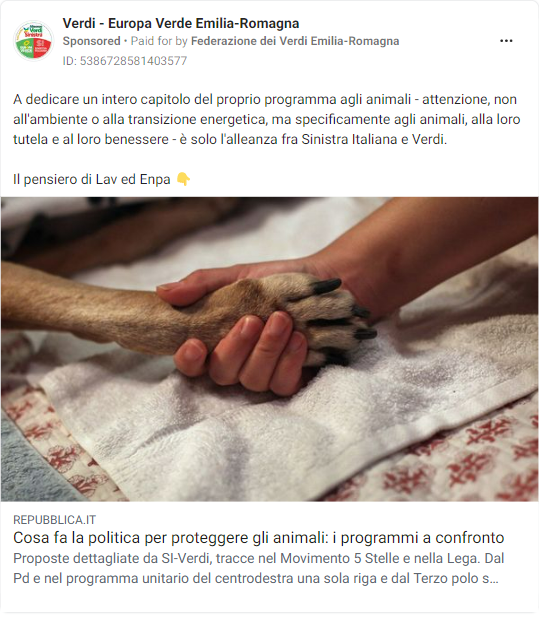 Verdi - Europa Verde Emilia-Romagna
Sponsored • Paid for by Federazione dei Verdi Emilia-Romagna
ID: 5386728581403577
A dedicare un intero capitolo del proprio programma agli animali - attenzione, non
all'ambiente o alla transizione energetica, ma specificamente agli animali, alla loro
tutela e al loro benessere - è solo l'alleanza fra Sinistra Italiana e Verdi.
Il pensiero di Lav ed Enpa 👇
REPUBBLICA.IT
Cosa fa la politica per proteggere gli animali: i programmi a confronto
Proposte dettagliate da SI-Verdi, tracce nel Movimento 5 Stelle e nella Lega. Dal
Pd e nel programma unitario del centrodestra una sola riga e dal Terzo polo s...